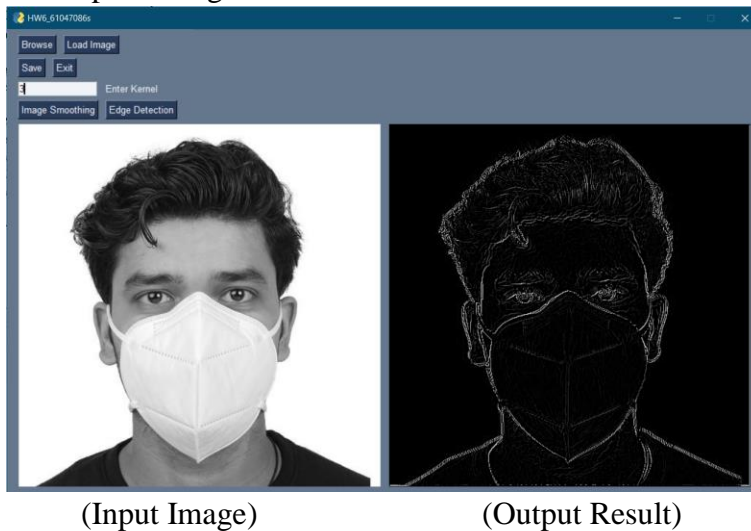 HW6_61047086s
Browse Load Image
Save Exit
3 Enter Kernel
Image Smoothing Edge Detection
(Input Image) (Output Result)